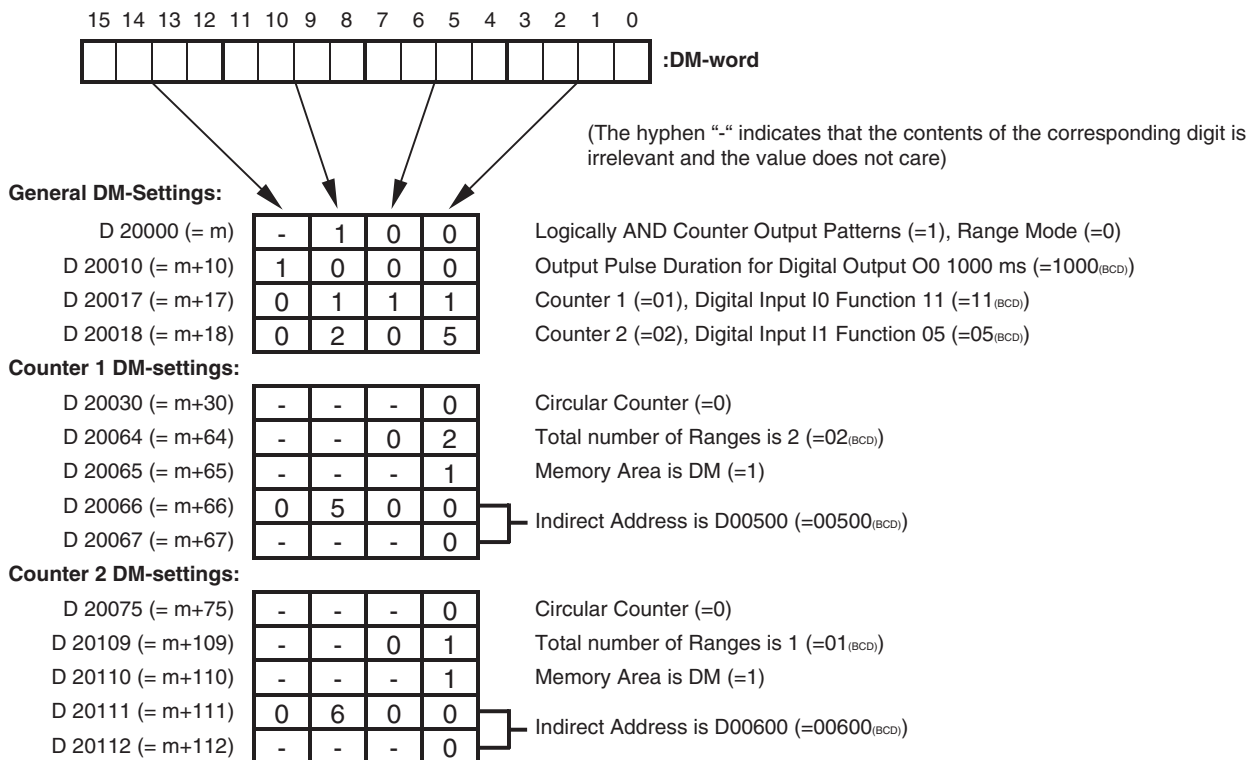 15 14 13 12 11 10 9 8 7 6 5 4 3 2 1 0
:DM-word
(The hyphen “-“ indicates that the contents of the corresponding digit is
irrelevant and the value does not care)
General DM-Settings:
D 20000 (= m) - 1 0 0 Logically AND Counter Output Patterns (=1), Range Mode (=0)
D 20010 (= m+10) 1 0 0 0 Output Pulse Duration for Digital Output O0 1000 ms (=1000(BCD))
D 20017 (= m+17) 0 1 1 1 Counter 1 (=01), Digital Input I0 Function 11 (=11(BCD))
D 20018 (= m+18) 0 2 0 5 Counter 2 (=02), Digital Input I1 Function 05 (=05(BCD))
Counter 1 DM-settings:
D 20030 (= m+30) - - - 0 Circular Counter (=0)
D 20064 (= m+64) - - 0 2 Total number of Ranges is 2 (=02(BCD))
D 20065 (= m+65) - - - 1 Memory Area is DM (=1)
D 20066 (= m+66) 0 5 0 0
Indirect Address is D00500 (=00500(BCD))
D 20067 (= m+67) - - - 0
Counter 2 DM-settings:
D 20075 (= m+75) - - - 0 Circular Counter (=0)
D 20109 (= m+109) - - 0 1 Total number of Ranges is 1 (=01(BCD))
D 20110 (= m+110) - - - 1 Memory Area is DM (=1)
D 20111 (= m+111) 0 6 0 0
Indirect Address is D00600 (=00600(BCD))
D 20112 (= m+112) - - - 0